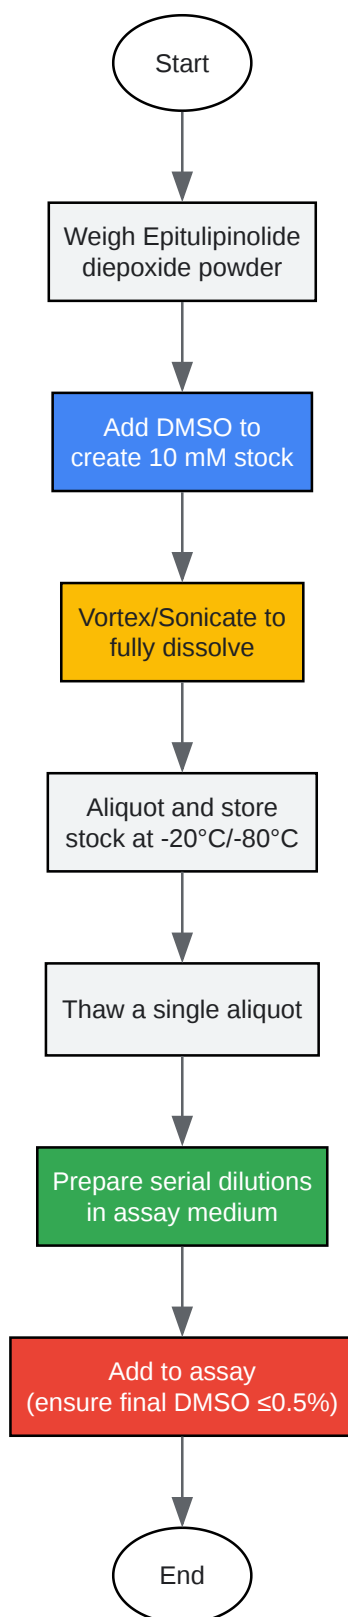 Start
Weigh Epitulipinolide
diepoxide powder
Add DMSO to
create 10 mM stock
Vortex/Sonicate to
fully dissolve
Aliquot and store
stock at -20°C/-80°C
Thaw a single aliquot
Prepare serial dilutions
in assay medium
Add to assay
(ensure final DMSO ≤0.5%)
End